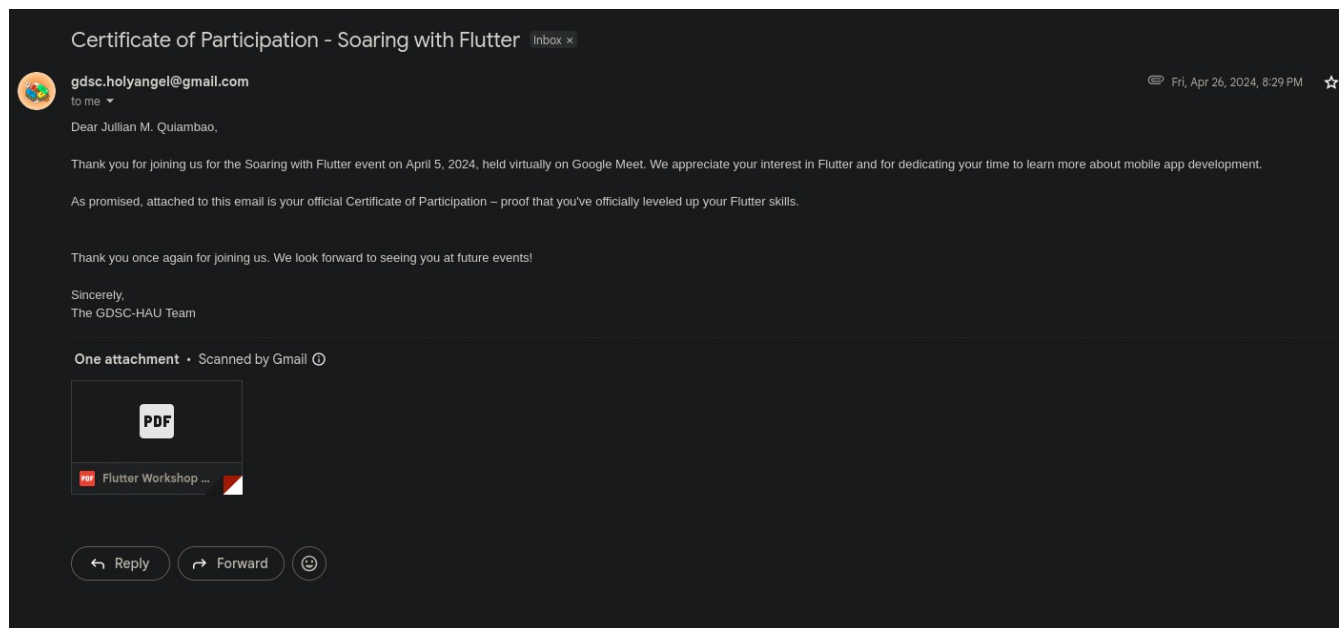 Certificate of Participation - Soaring with Flutter Inbox ×
gdsc.holyangel@gmail.com Fri, Apr 26, 2024, 8:29 PM
to me
Dear Jullian M. Quiambao,
Thank you for joining us for the Soaring with Flutter event on April 5, 2024, held virtually on Google Meet. We appreciate your interest in Flutter and for dedicating your time to learn more about mobile app development.
As promised, attached to this email is your official Certificate of Participation – proof that you've officially leveled up your Flutter skills.
Thank you once again for joining us. We look forward to seeing you at future events!
Sincerely,
The GDSC-HAU Team
One attachment • Scanned by Gmail
PDF
PDF Flutter Workshop ...
Reply Forward